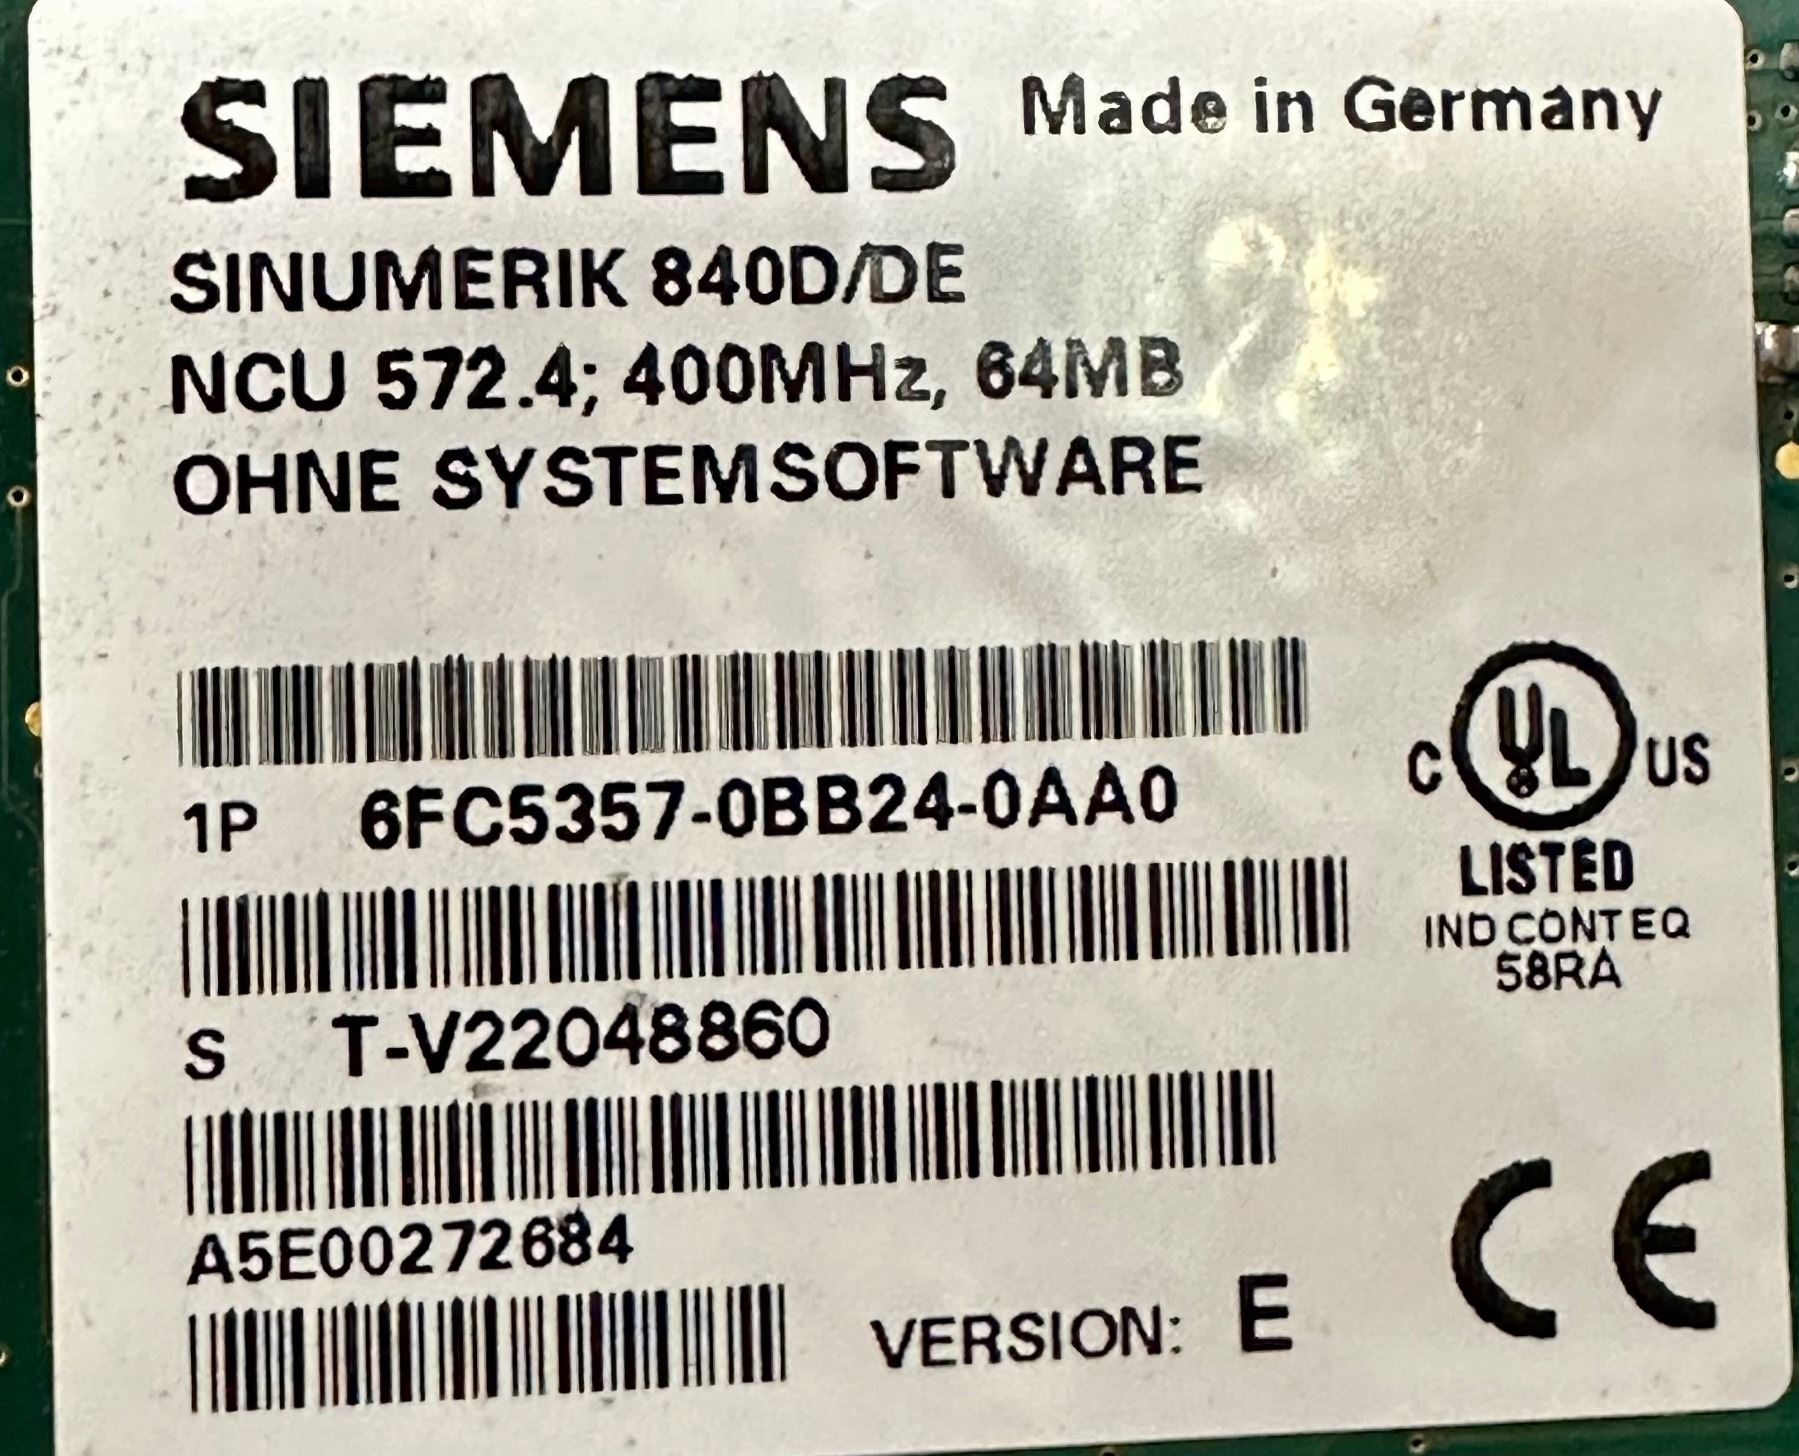 SIEMENS Made in Germany
SINUMERIK 840D/DE
NCU 572.4; 400MHz, 64MB
OHNE SYSTEMSOFTWARE
1P 6FC5357-0BB24-0AA0
S T-V22048860
A5E00272684
VERSION: E
C UL US
LISTED
IND CONT EQ
58RA
CE